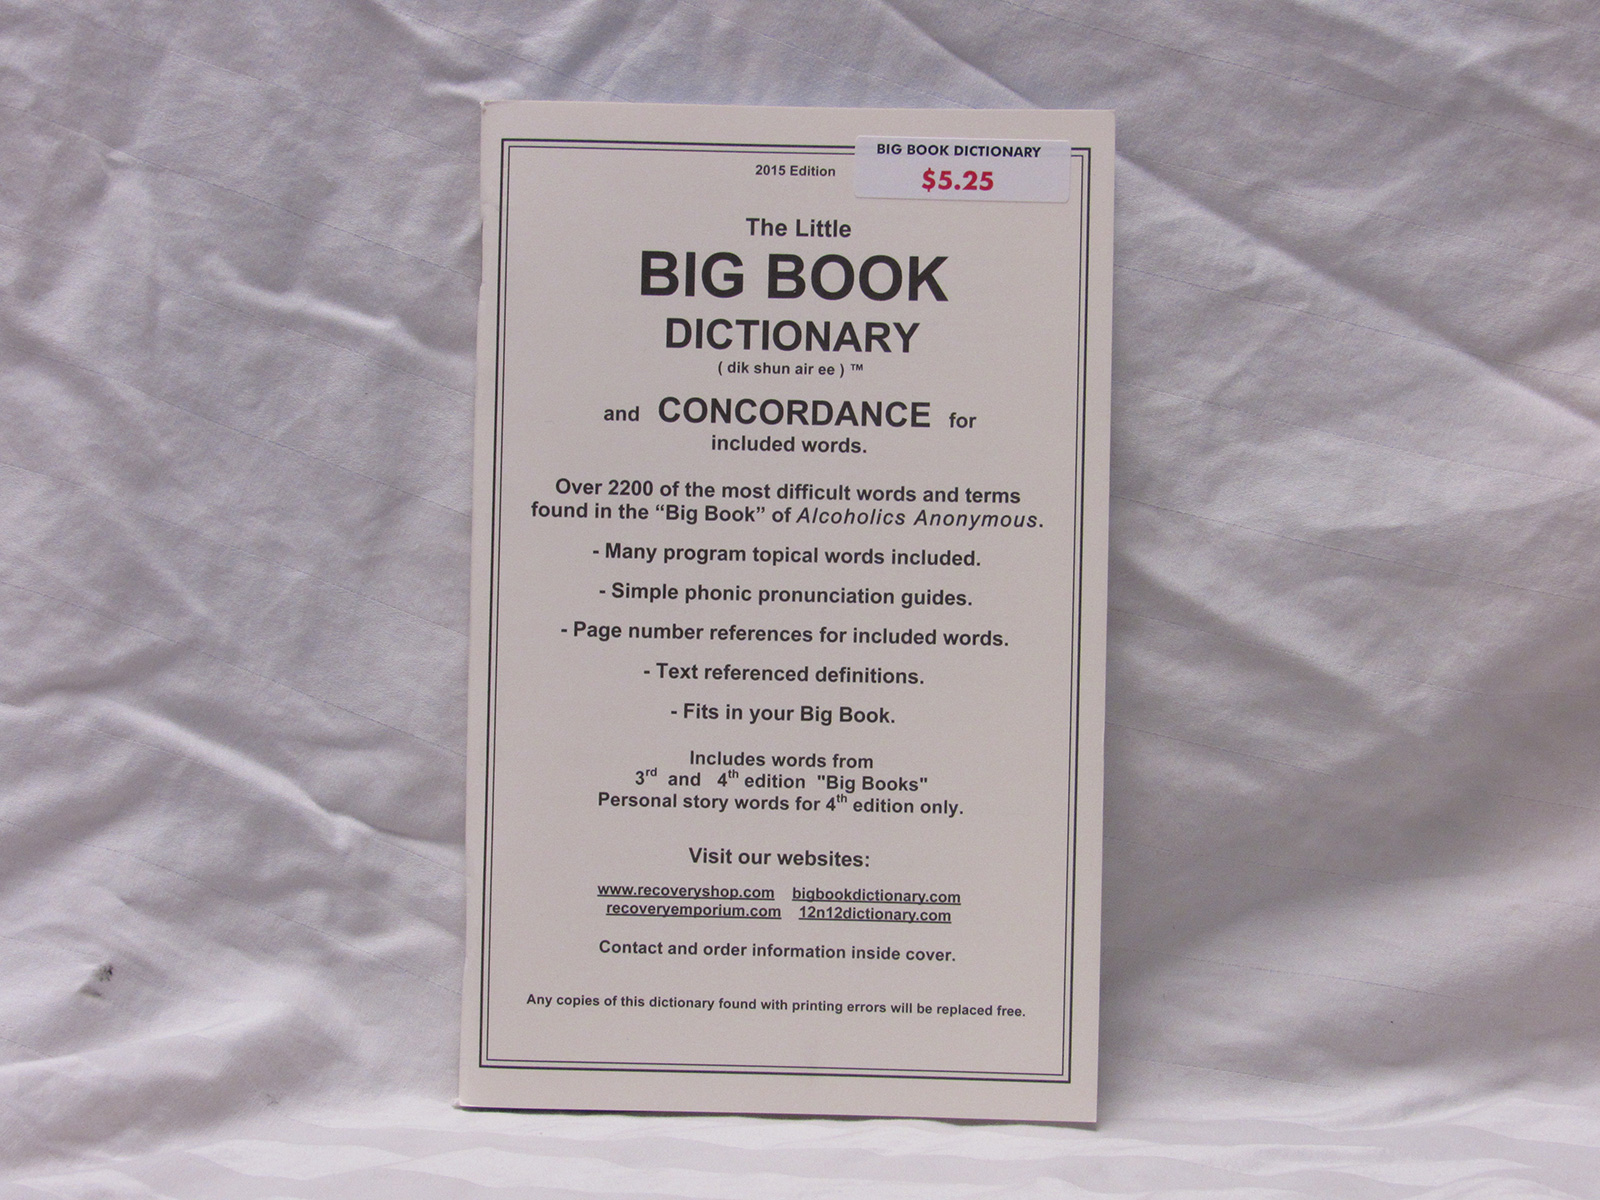 BIG BOOK DICTIONARY
$5.25
2015 Edition
The Little
BIG BOOK
DICTIONARY
( dik shun air ee ) ™
and CONCORDANCE for
included words.
Over 2200 of the most difficult words and terms
found in the “Big Book” of Alcoholics Anonymous.
- Many program topical words included.
- Simple phonic pronunciation guides.
- Page number references for included words.
- Text referenced definitions.
- Fits in your Big Book.
Includes words from
3rd and 4th edition "Big Books"
Personal story words for 4th edition only.
Visit our websites:
www.recoveryshop.com bigbookdictionary.com
recoveryemporium.com 12n12dictionary.com
Contact and order information inside cover.
Any copies of this dictionary found with printing errors will be replaced free.